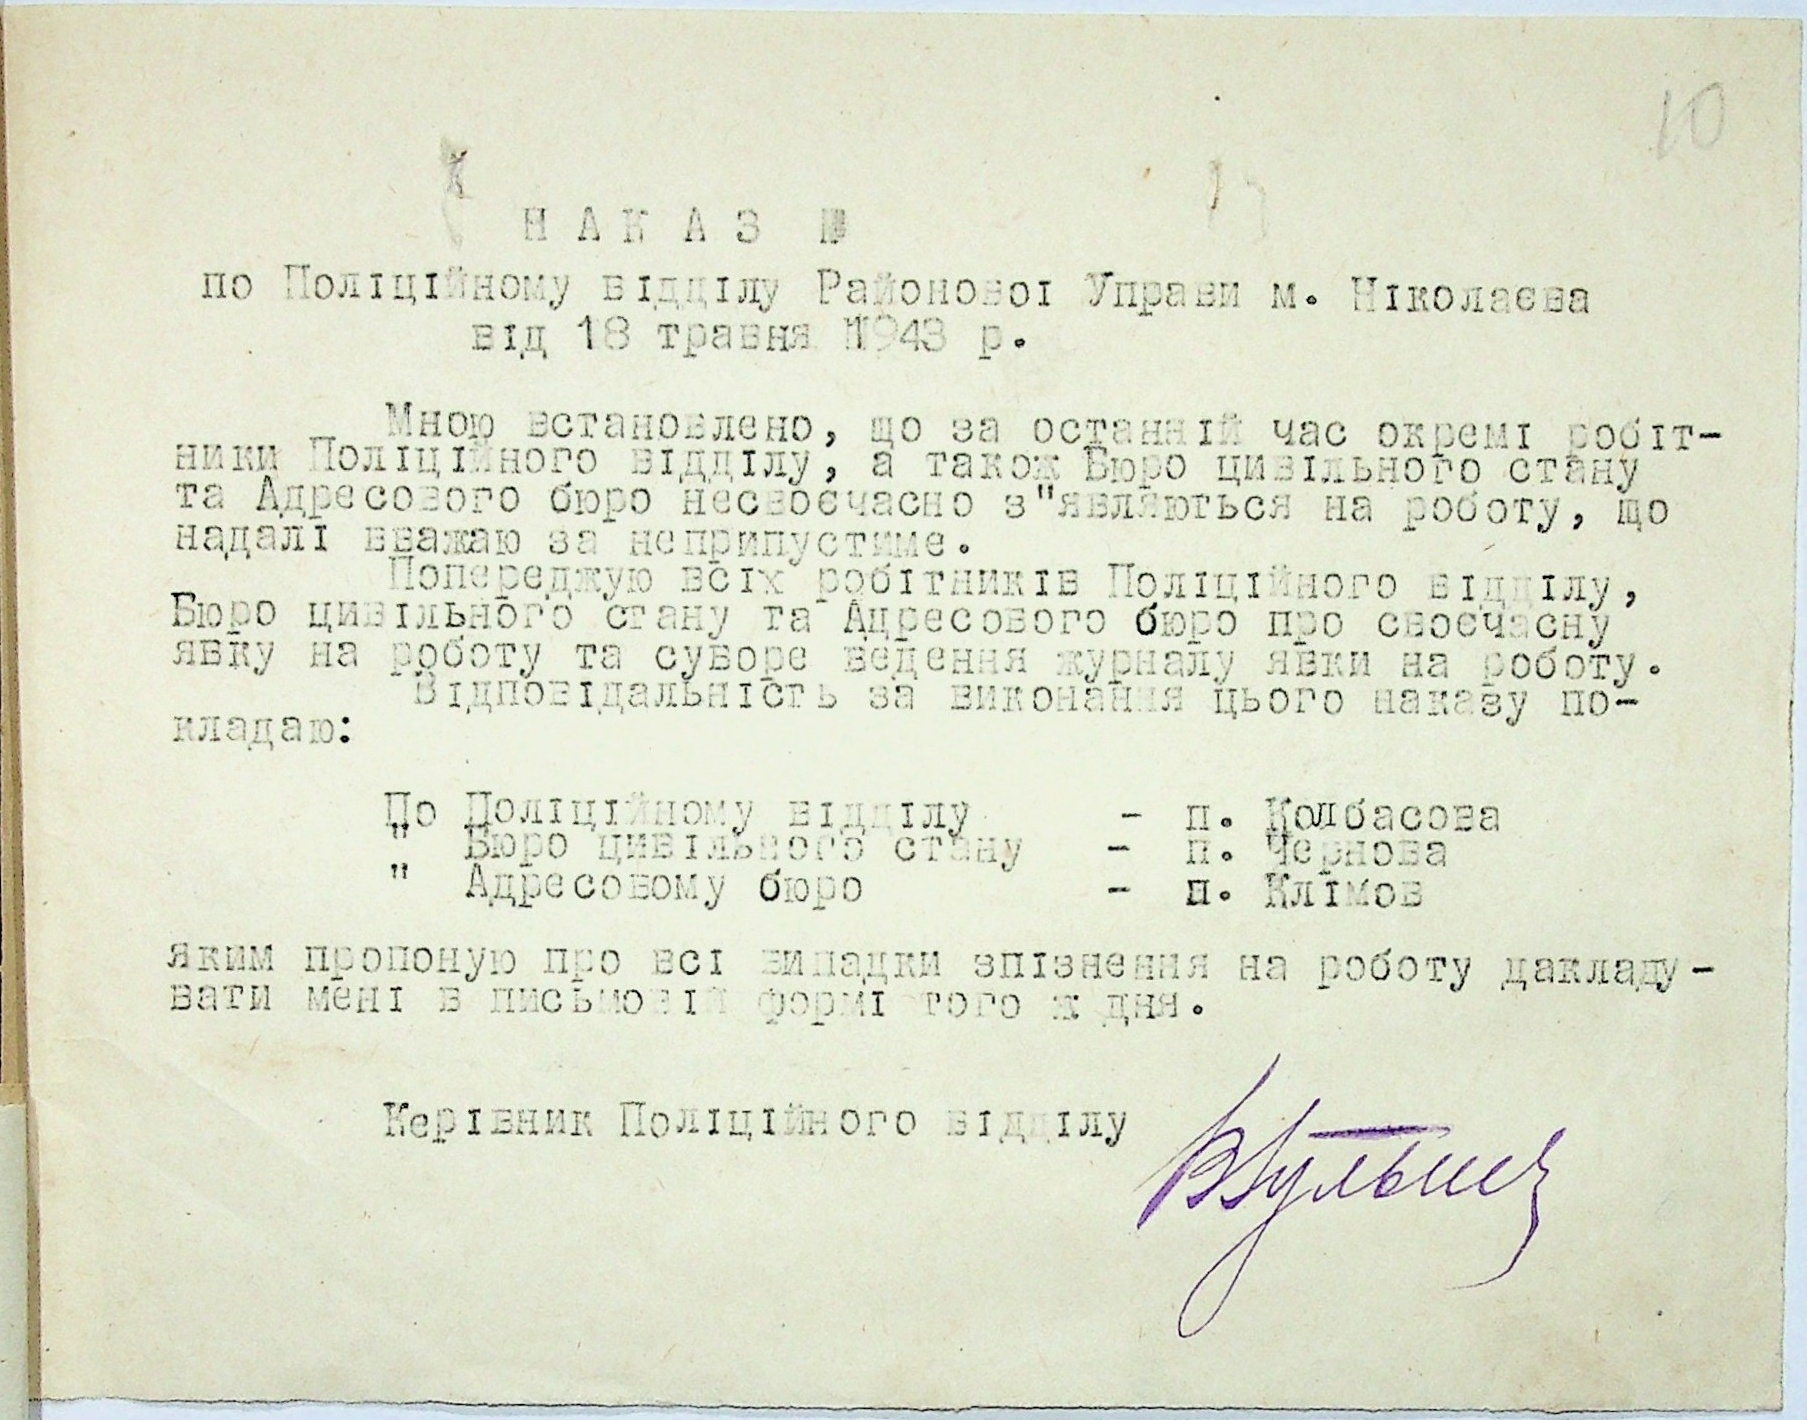 10
НАКАЗ №
по Поліційному відділу Районової Управи м. Ніколаєва
від 18 травня 1943 р.
Мною встановлено, що за останній час окремі робіт-
ники Поліційного відділу, а також Бюро цивільного стану
та Адресового бюро несвоєчасно з"являються на роботу, що
надалі вважаю за неприпустиме.
Попереджую всіх робітників Поліційного відділу,
Бюро цивільного стану та Адресового бюро про своєчасну
явку на роботу та суворе ведення журналу явки на роботу.
Відповідальність за виконання цього наказу по-
кладаю:
По Поліційному відділу - п. Колбасова
" Бюро цивільного стану - п. Чернова
" Адресовому бюро - п. Клімов
яким пропоную про всі випадки спізнення на роботу дакладу-
вати мені в письмовій формі того ж дня.
Керівник Поліційного відділу